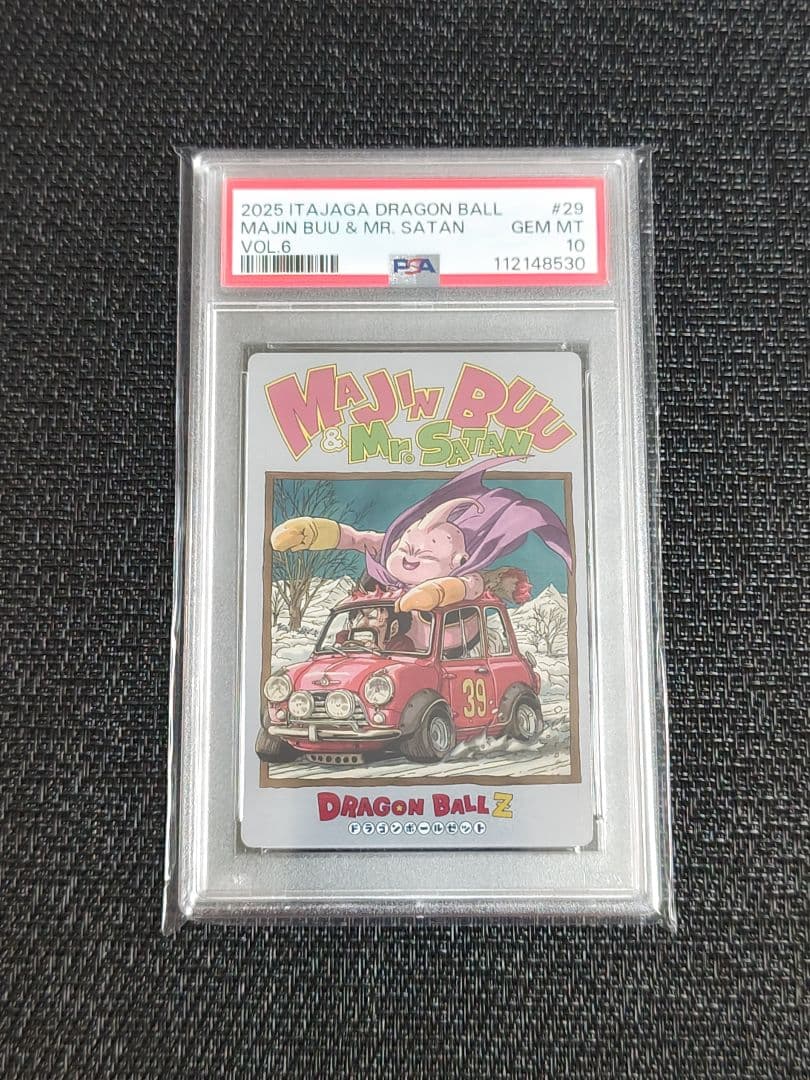 2025 ITAJAGA DRAGON BALL #29
MAJIN BUU & MR. SATAN GEM MT
VOL.6 10
PSA 112148530
MAJIN BUU
& MR. SATAN
39
DRAGON BALL Z
ドラゴンボールゼット